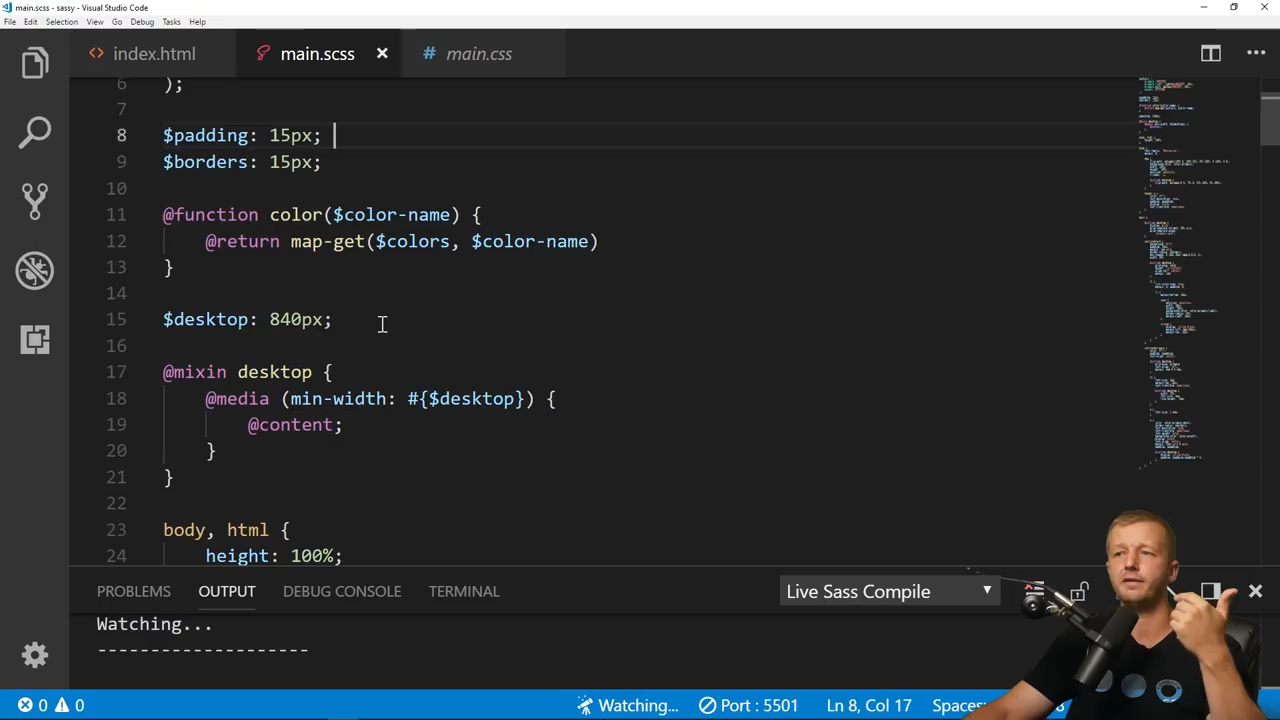 main.scss - sassy - Visual Studio Code
File Edit Selection View Go Debug Tasks Help
<> index.html main.scss × # main.css ...
6 );
7
8 $padding: 15px;
9 $borders: 15px;
10
11 @function color($color-name) {
12 @return map-get($colors, $color-name)
13 }
14
15 $desktop: 840px;
16
17 @mixin desktop {
18 @media (min-width: #{$desktop}) {
19 @content;
20 }
21 }
22
23 body, html {
24 height: 100%;
PROBLEMS OUTPUT DEBUG CONSOLE TERMINAL Live Sass Compile
Watching...
--------------------
0 0 Watching... Port : 5501 Ln 8, Col 17 Spaces: